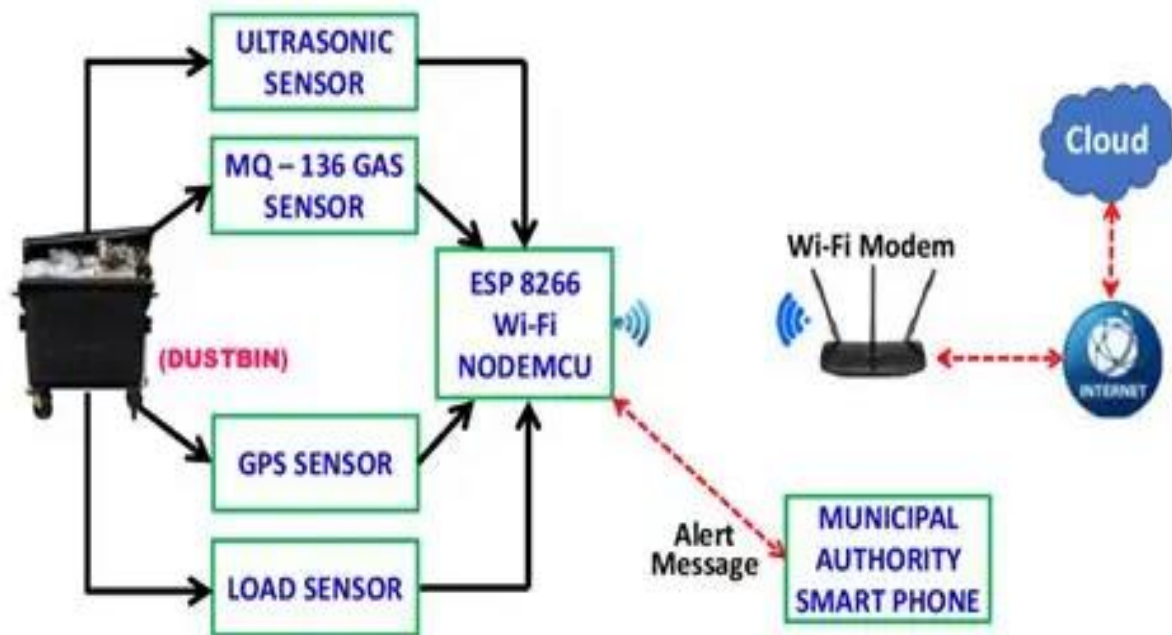 ULTRASONIC
SENSOR
MQ – 136 GAS
SENSOR
(DUSTBIN)
GPS SENSOR
LOAD SENSOR
ESP 8266
Wi-Fi
NODEMCU
Wi-Fi Modem
Cloud
INTERNET
Alert
Message
MUNICIPAL
AUTHORITY
SMART PHONE